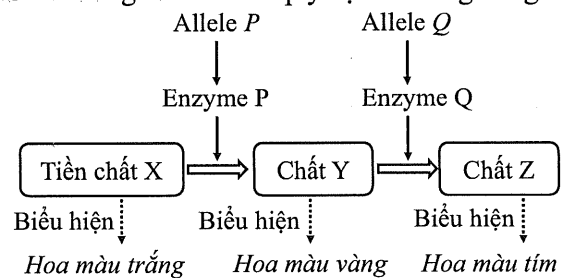 Allele P Allele Q
Enzyme P Enzyme Q
Tiền chất X Chất Y Chất Z
Biểu hiện Biểu hiện Biểu hiện
Hoa màu trắng Hoa màu vàng Hoa màu tím